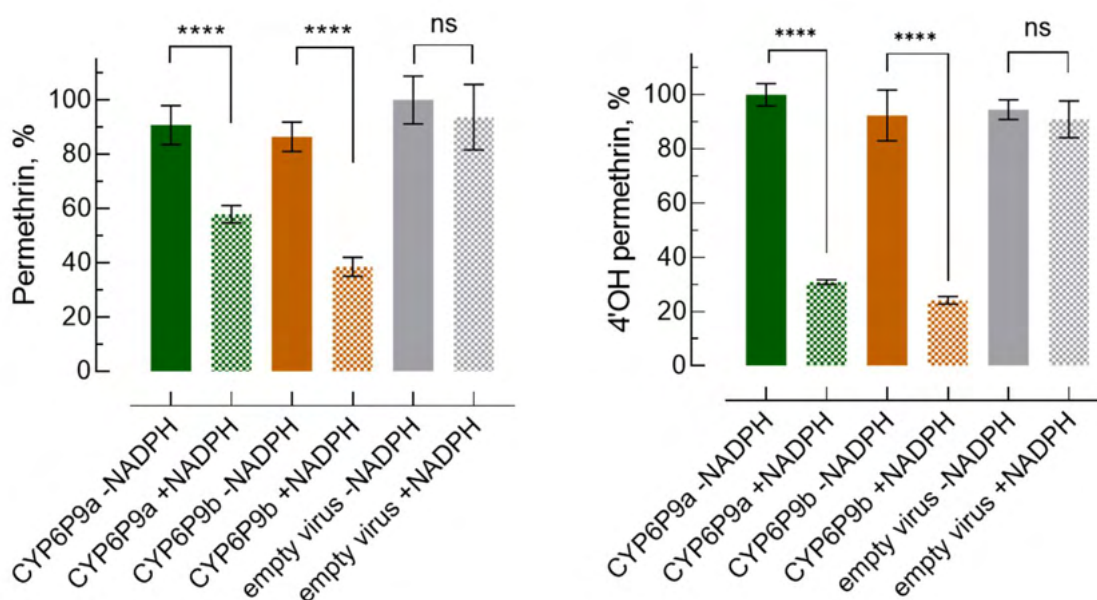 **** **** ns
Permethrin, %
100
80
60
40
20
0
CYP6P9a -NADPH
CYP6P9a +NADPH
CYP6P9b -NADPH
CYP6P9b +NADPH
empty virus -NADPH
empty virus +NADPH
**** **** ns
4'OH permethrin, %
100
80
60
40
20
0
CYP6P9a -NADPH
CYP6P9a +NADPH
CYP6P9b -NADPH
CYP6P9b +NADPH
empty virus -NADPH
empty virus +NADPH